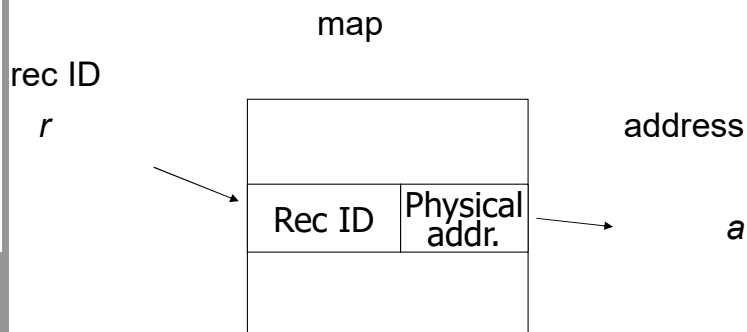 map
rec ID
r
address
Rec ID
Physical
addr.
a